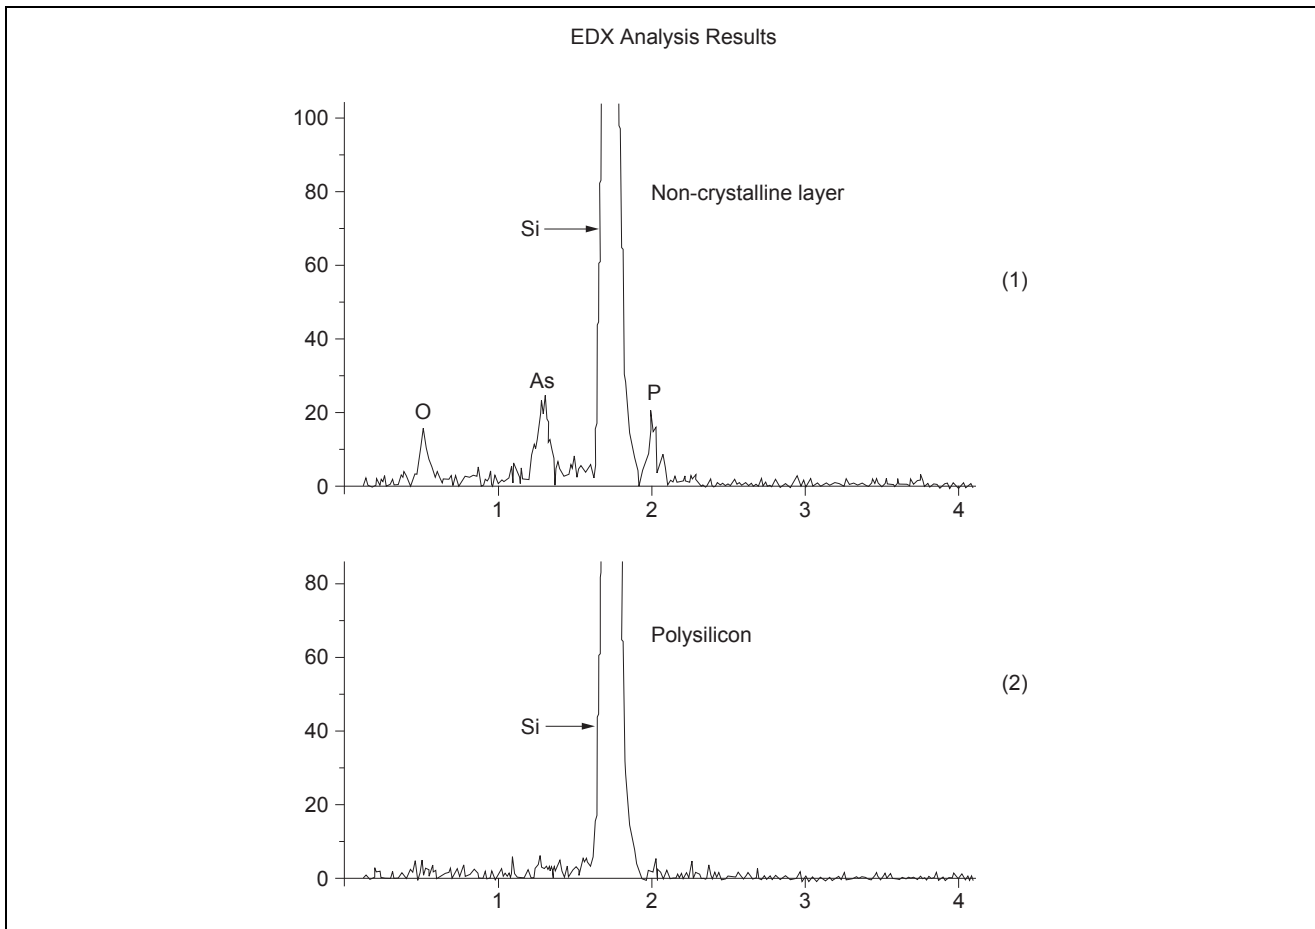 EDX Analysis Results
100
80
60
40
20
0
Non-crystalline layer
Si
(1)
O
As
P
1 2 3 4
80
60
40
20
0
Polysilicon
Si
(2)
1 2 3 4